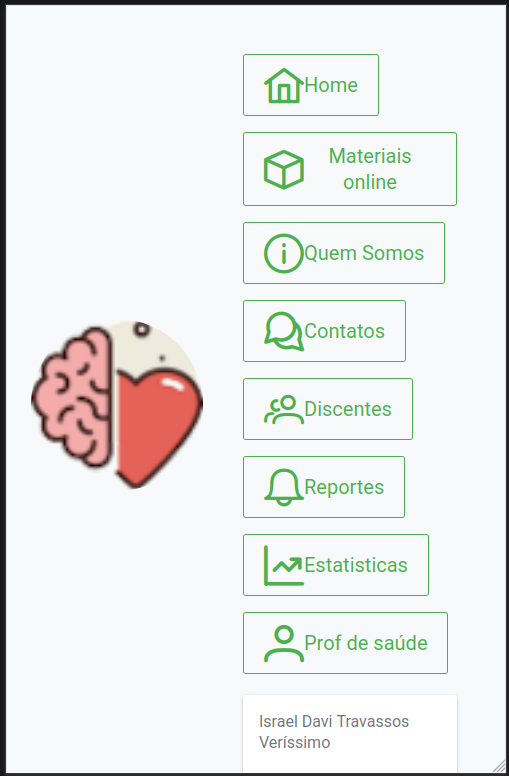 Home
Materiais
online
Quem Somos
Contatos
Discentes
Reportes
Estatisticas
Prof de saúde
Israel Davi Travassos
Veríssimo